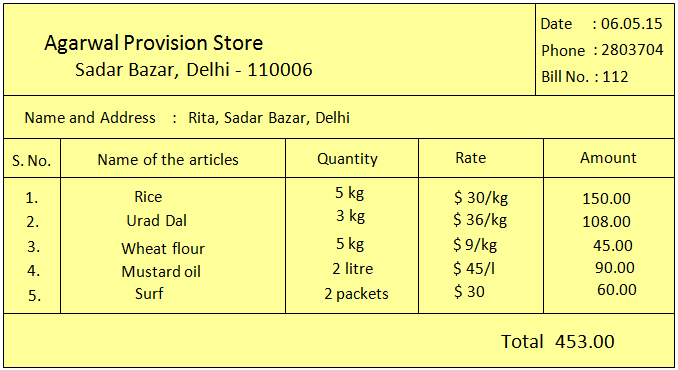 Agarwal Provision Store
Sadar Bazar, Delhi - 110006
Date : 06.05.15
Phone : 2803704
Bill No. : 112
Name and Address : Rita, Sadar Bazar, Delhi
S. No. Name of the articles Quantity Rate Amount
1. Rice 5 kg $ 30/kg 150.00
2. Urad Dal 3 kg $ 36/kg 108.00
3. Wheat flour 5 kg $ 9/kg 45.00
4. Mustard oil 2 litre $ 45/l 90.00
5. Surf 2 packets $ 30 60.00
Total 453.00